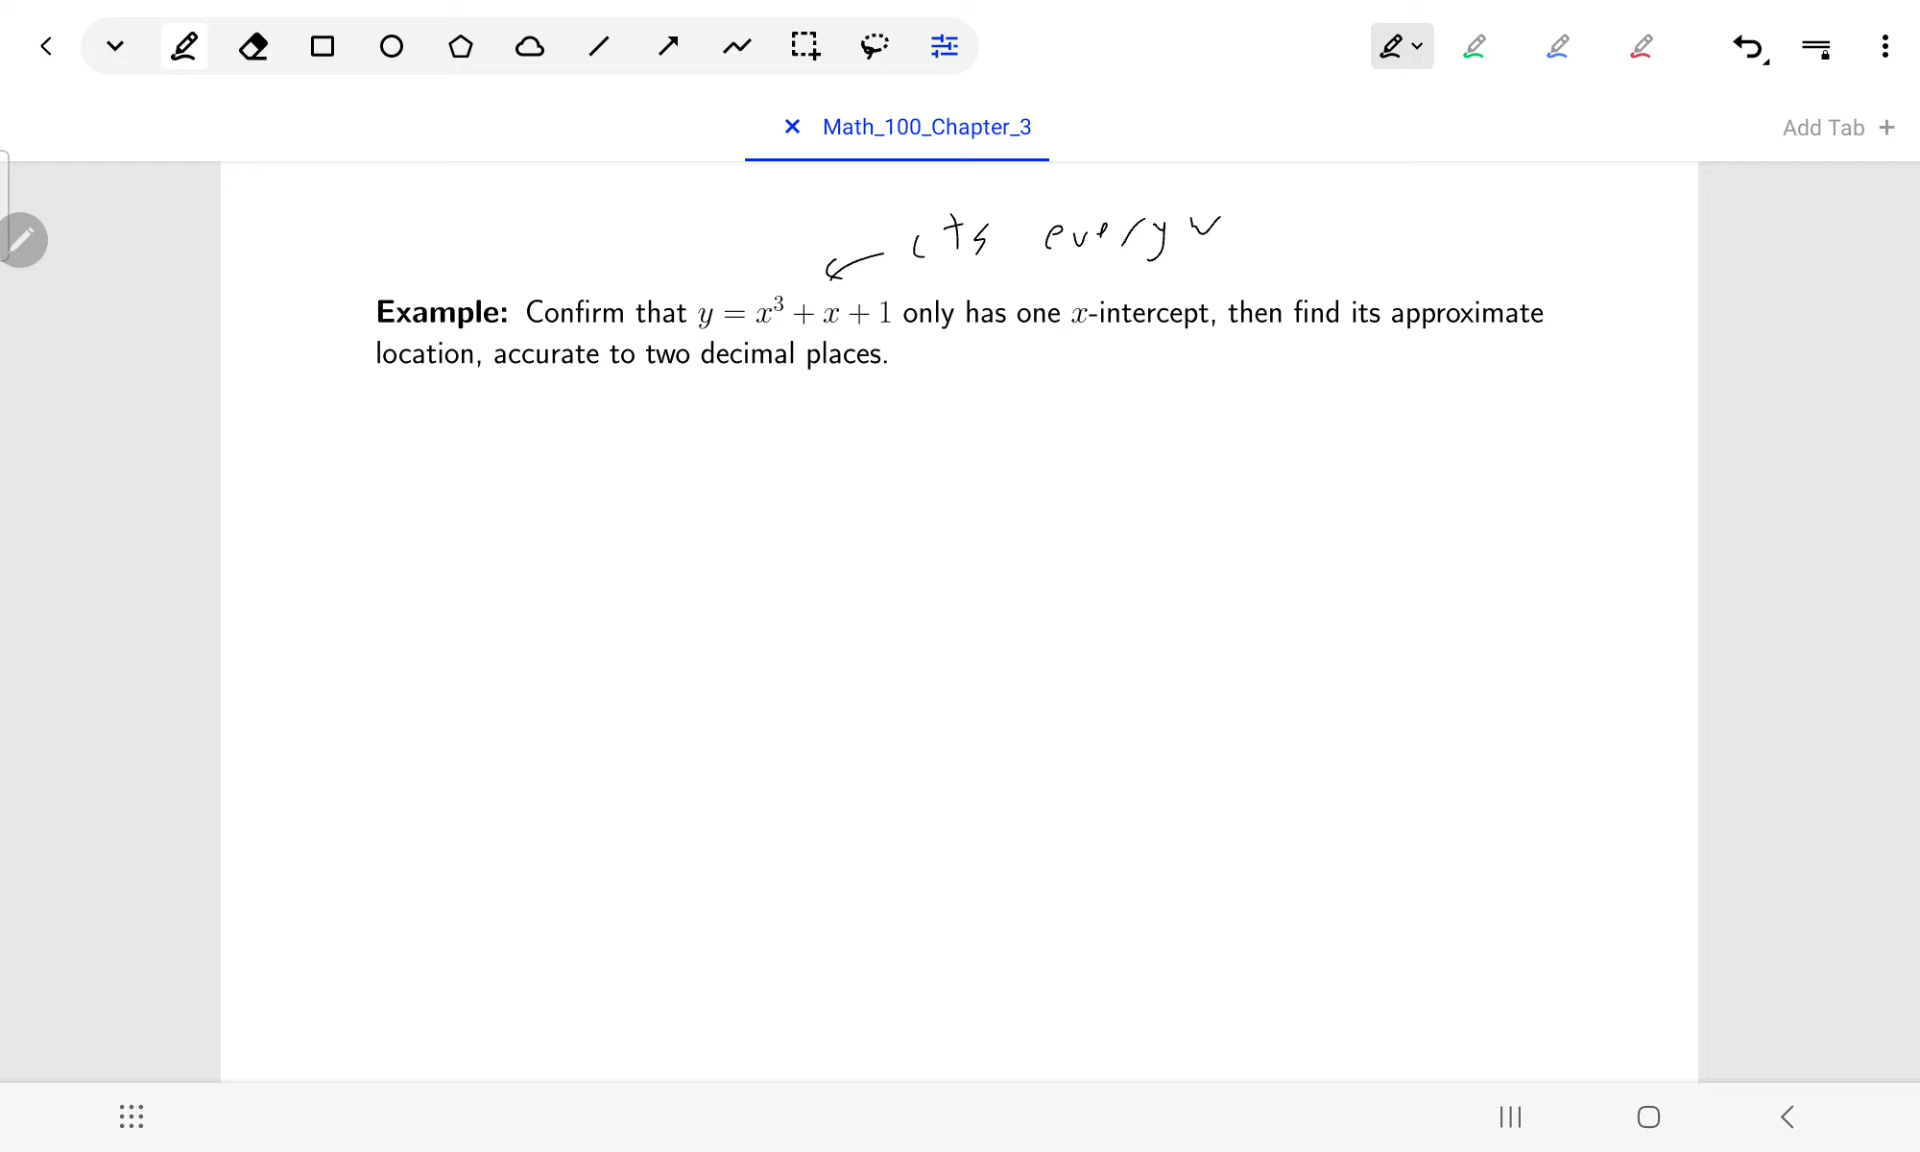 Math_100_Chapter_3
Add Tab +
cts everyw
Example: Confirm that y = x³ + x + 1 only has one x-intercept, then find its approximate
location, accurate to two decimal places.